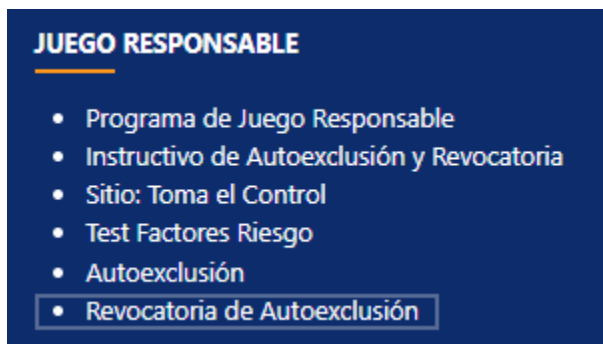 JUEGO RESPONSABLE
Programa de Juego Responsable
Instructivo de Autoexclusión y Revocatoria
Sitio: Toma el Control
Test Factores Riesgo
Autoexclusión
Revocatoria de Autoexclusión